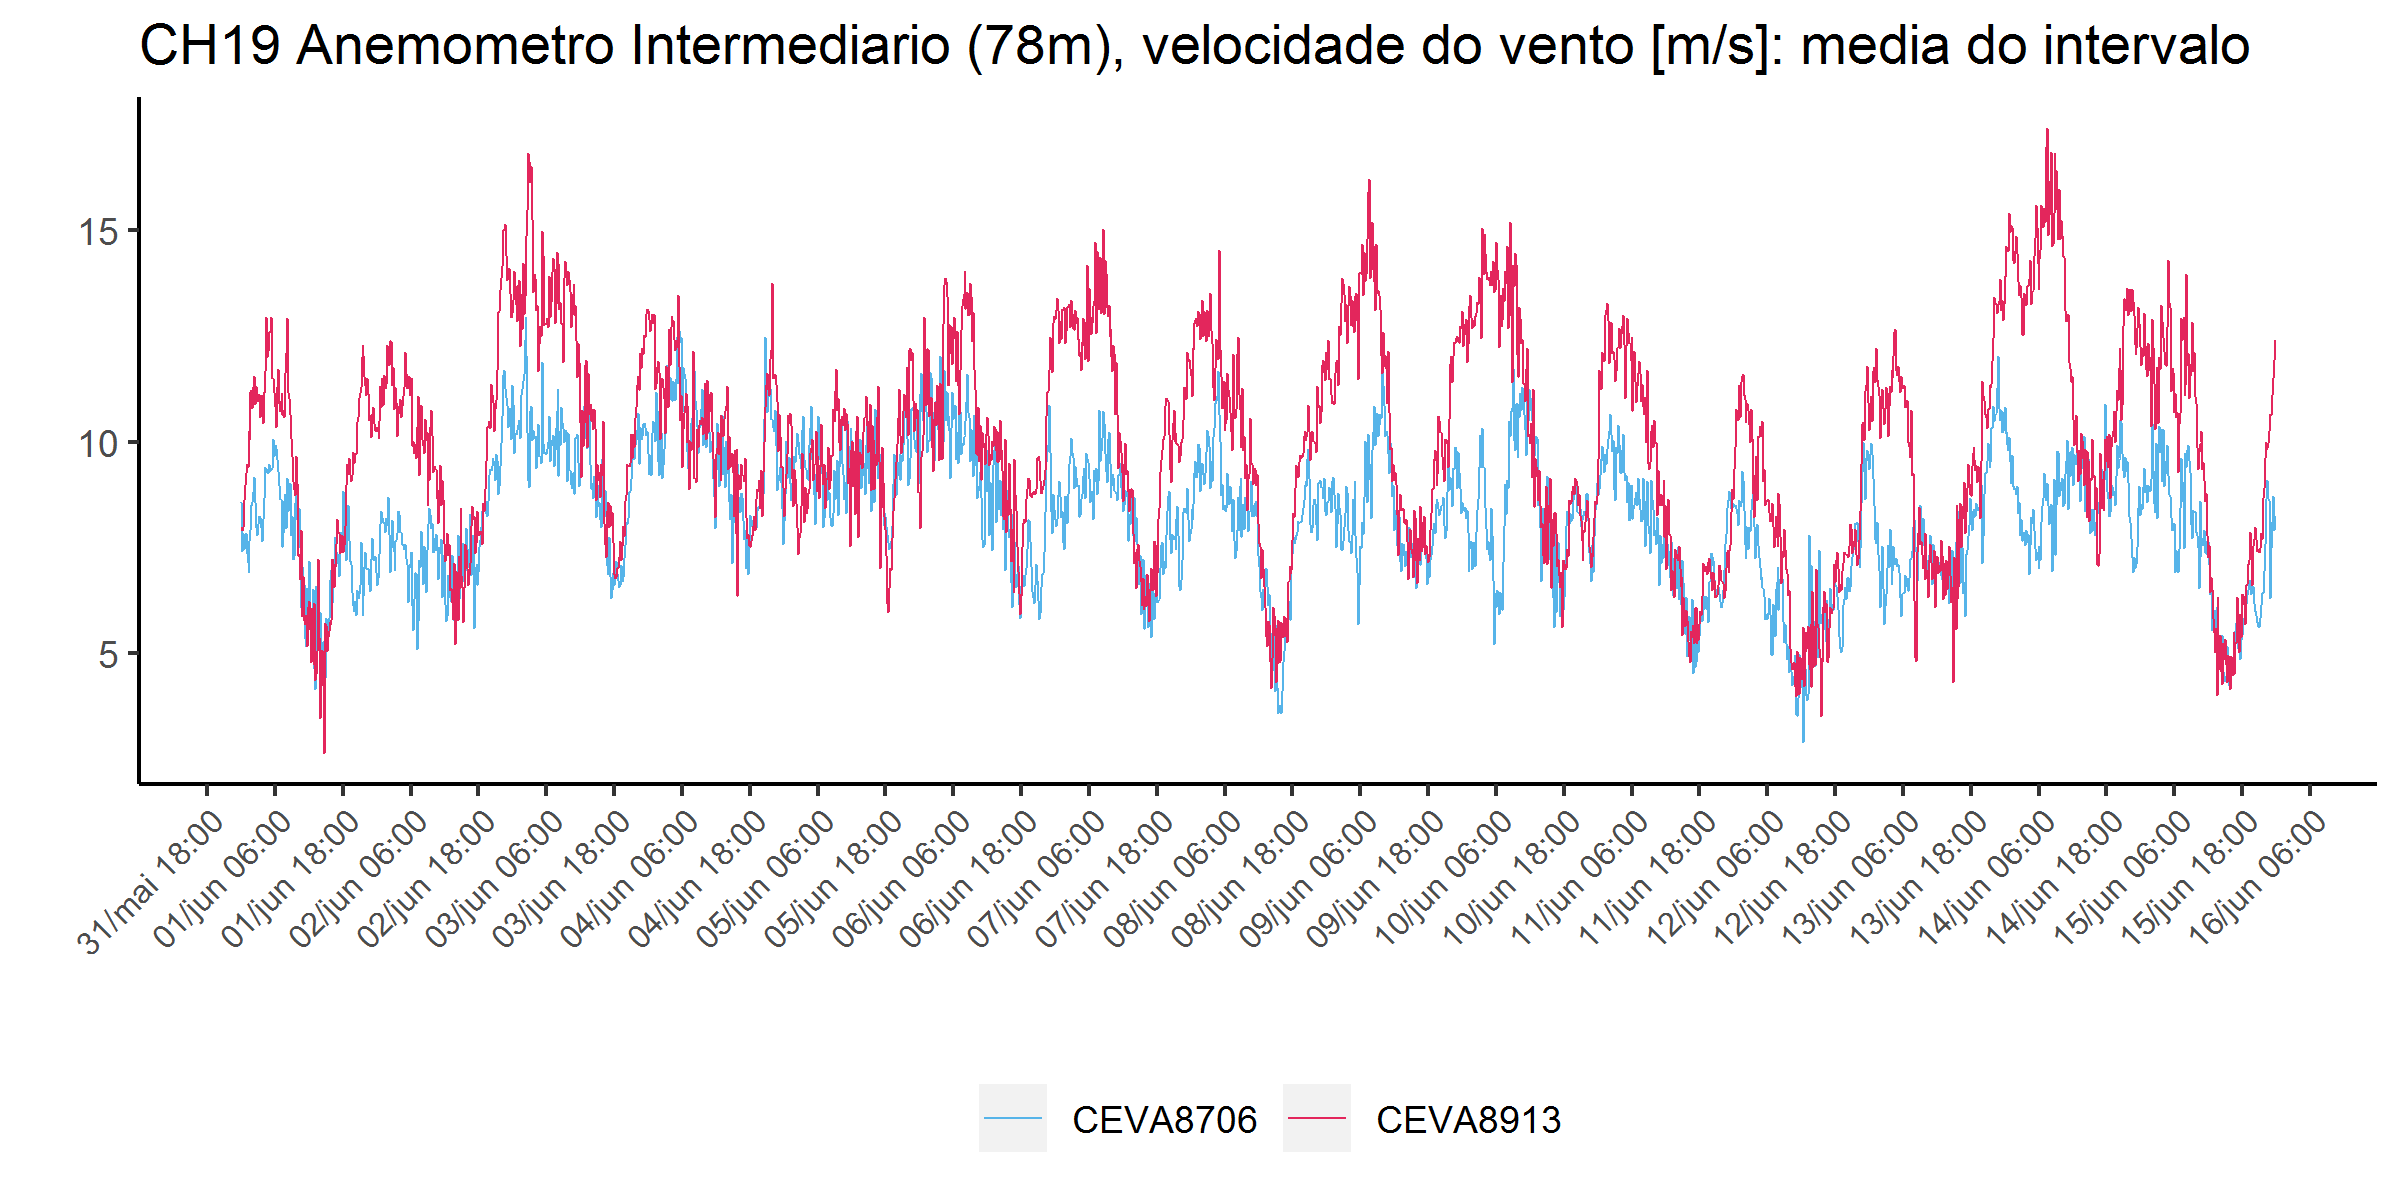 CH19 Anemometro Intermediario (78m), velocidade do vento [m/s]: media do intervalo
15
10
5
31/mai 18:00
01/jun 06:00
01/jun 18:00
02/jun 06:00
02/jun 18:00
03/jun 06:00
03/jun 18:00
04/jun 06:00
04/jun 18:00
05/jun 06:00
05/jun 18:00
06/jun 06:00
06/jun 18:00
07/jun 06:00
07/jun 18:00
08/jun 06:00
08/jun 18:00
09/jun 06:00
09/jun 18:00
10/jun 06:00
10/jun 18:00
11/jun 06:00
11/jun 18:00
12/jun 06:00
12/jun 18:00
13/jun 06:00
13/jun 18:00
14/jun 06:00
14/jun 18:00
15/jun 06:00
15/jun 18:00
16/jun 06:00
CEVA8706 CEVA8913